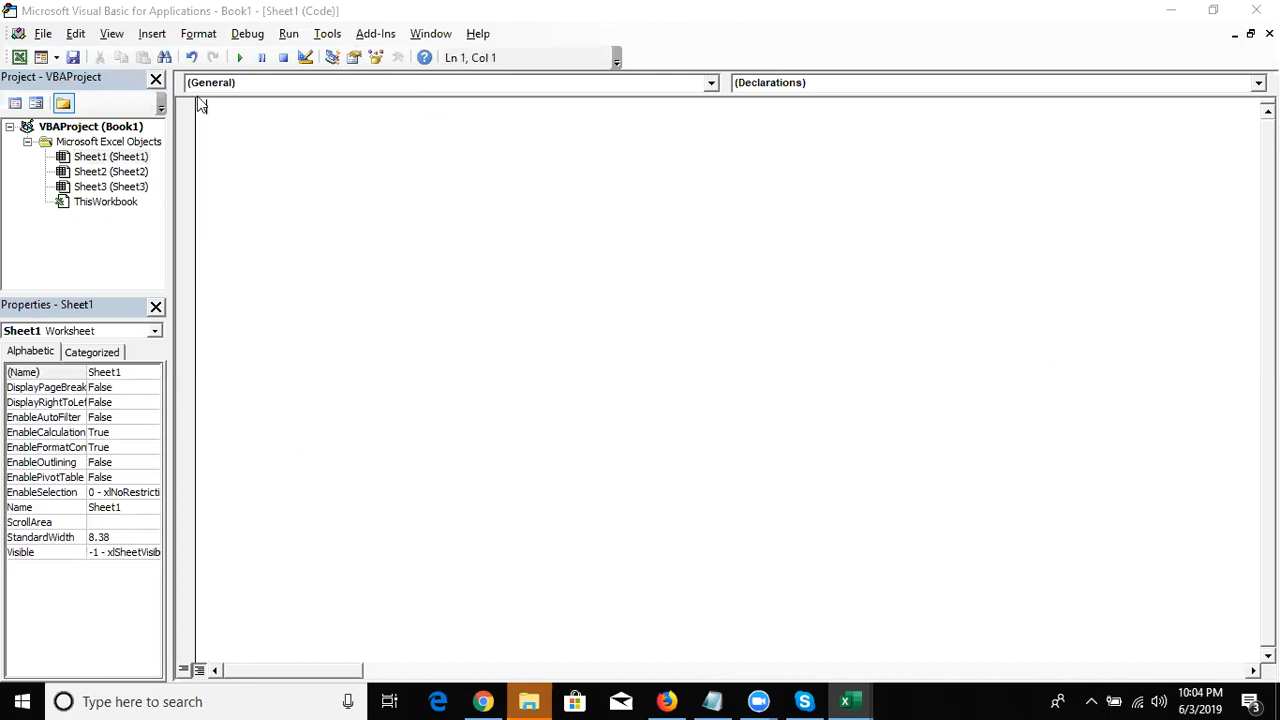 Microsoft Visual Basic for Applications - Book1 - [Sheet1 (Code)]
File Edit View Insert Format Debug Run Tools Add-Ins Window Help
Ln 1, Col 1
Project - VBAProject
(General) (Declarations)
VBAProject (Book1)
Microsoft Excel Objects
Sheet1 (Sheet1)
Sheet2 (Sheet2)
Sheet3 (Sheet3)
ThisWorkbook
Properties - Sheet1
Sheet1 Worksheet
Alphabetic Categorized
(Name) Sheet1
DisplayPageBreak False
DisplayRightToLef False
EnableAutoFilter False
EnableCalculation True
EnableFormatCon True
EnableOutlining False
EnablePivotTable False
EnableSelection 0 - xlNoRestricti
Name Sheet1
ScrollArea
StandardWidth 8.38
Visible -1 - xlSheetVisib
Type here to search
10:04 PM
6/3/2019
3